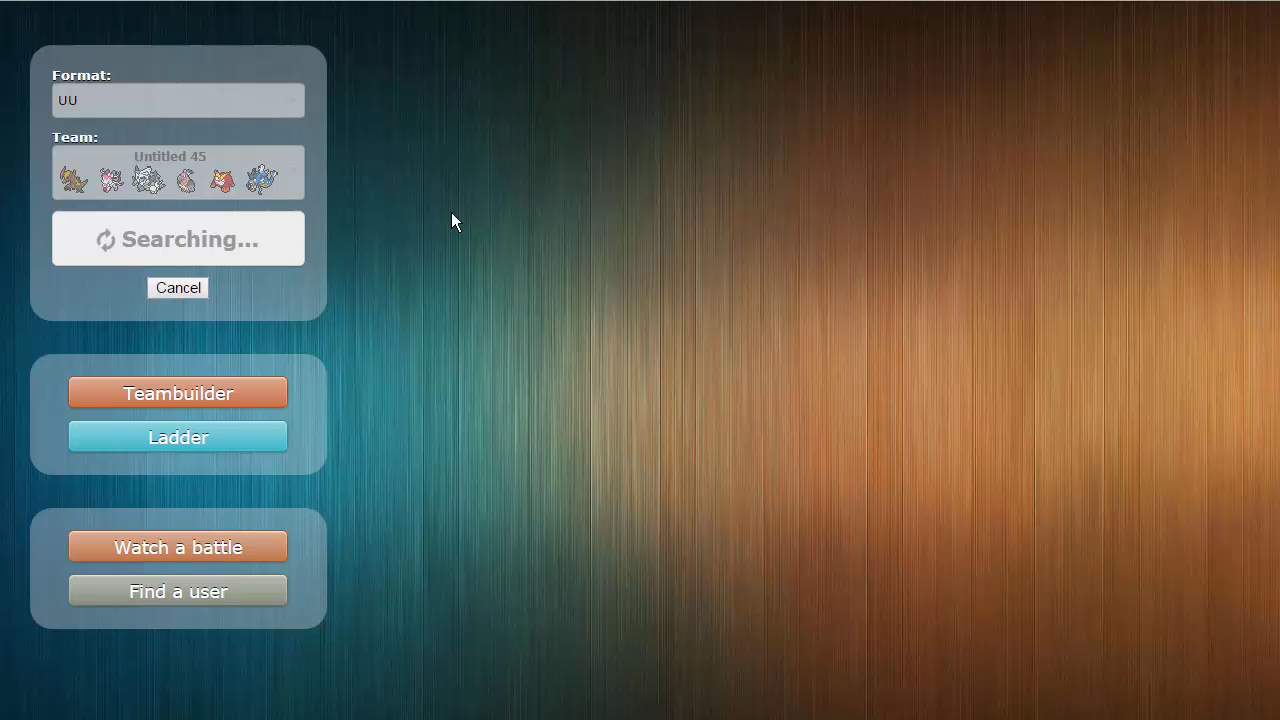 Format:
UU
Team:
Untitled 45
Searching...
Cancel
Teambuilder
Ladder
Watch a battle
Find a user